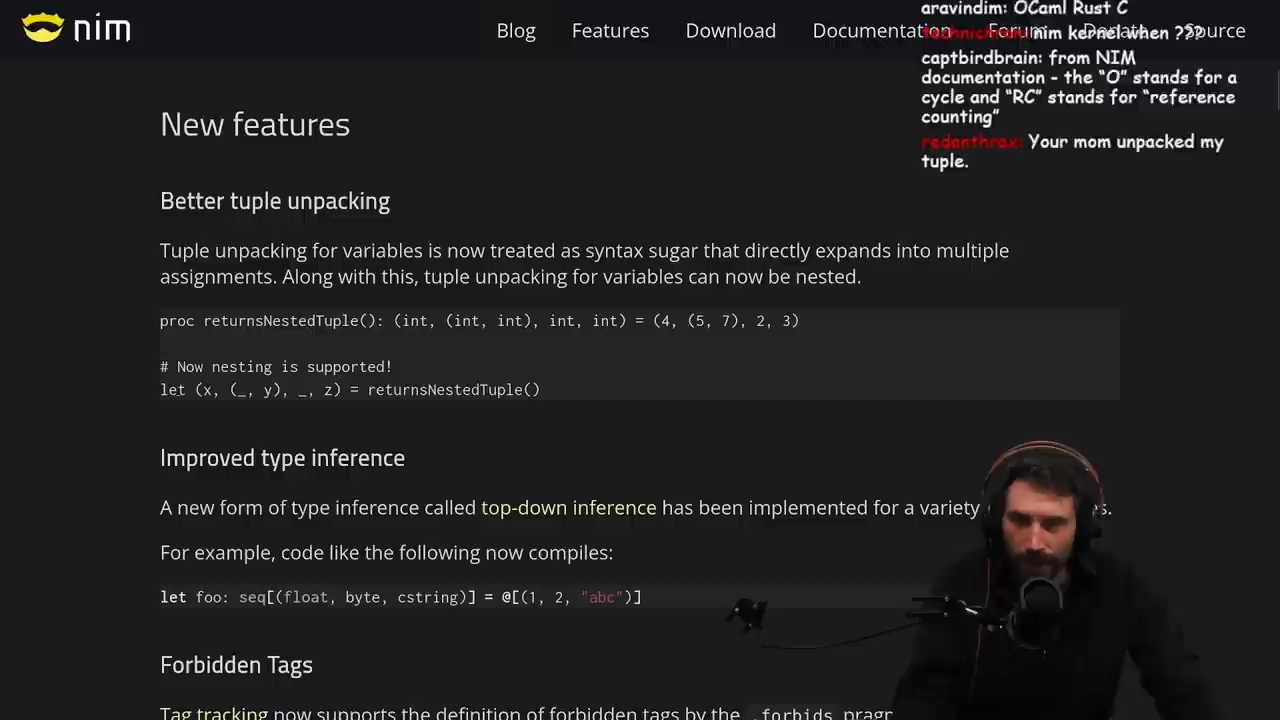 nim
Blog Features Documentation Forum Donate Source
aravindim: OCaml Rust C
nim kernel when ???
captbirdbrain: from NIM
documentation - the “O” stands for a
cycle and “RC” stands for “reference
counting”
redanthrax: Your mom unpacked my
tuple.
New features
Better tuple unpacking
Tuple unpacking for variables is now treated as syntax sugar that directly expands into multiple
assignments. Along with this, tuple unpacking for variables can now be nested.
proc returnsNestedTuple(): (int, (int, int), int, int) = (4, (5, 7), 2, 3)
# Now nesting is supported!
let (x, (_, y), _, z) = returnsNestedTuple()
Improved type inference
A new form of type inference called top-down inference has been implemented for a variety
For example, code like the following now compiles:
let foo: seq[(float, byte, cstring)] = @[(1, 2, "abc")]
Forbidden Tags
Tag tracking now supports the definition of forbidden tags by the .forbids